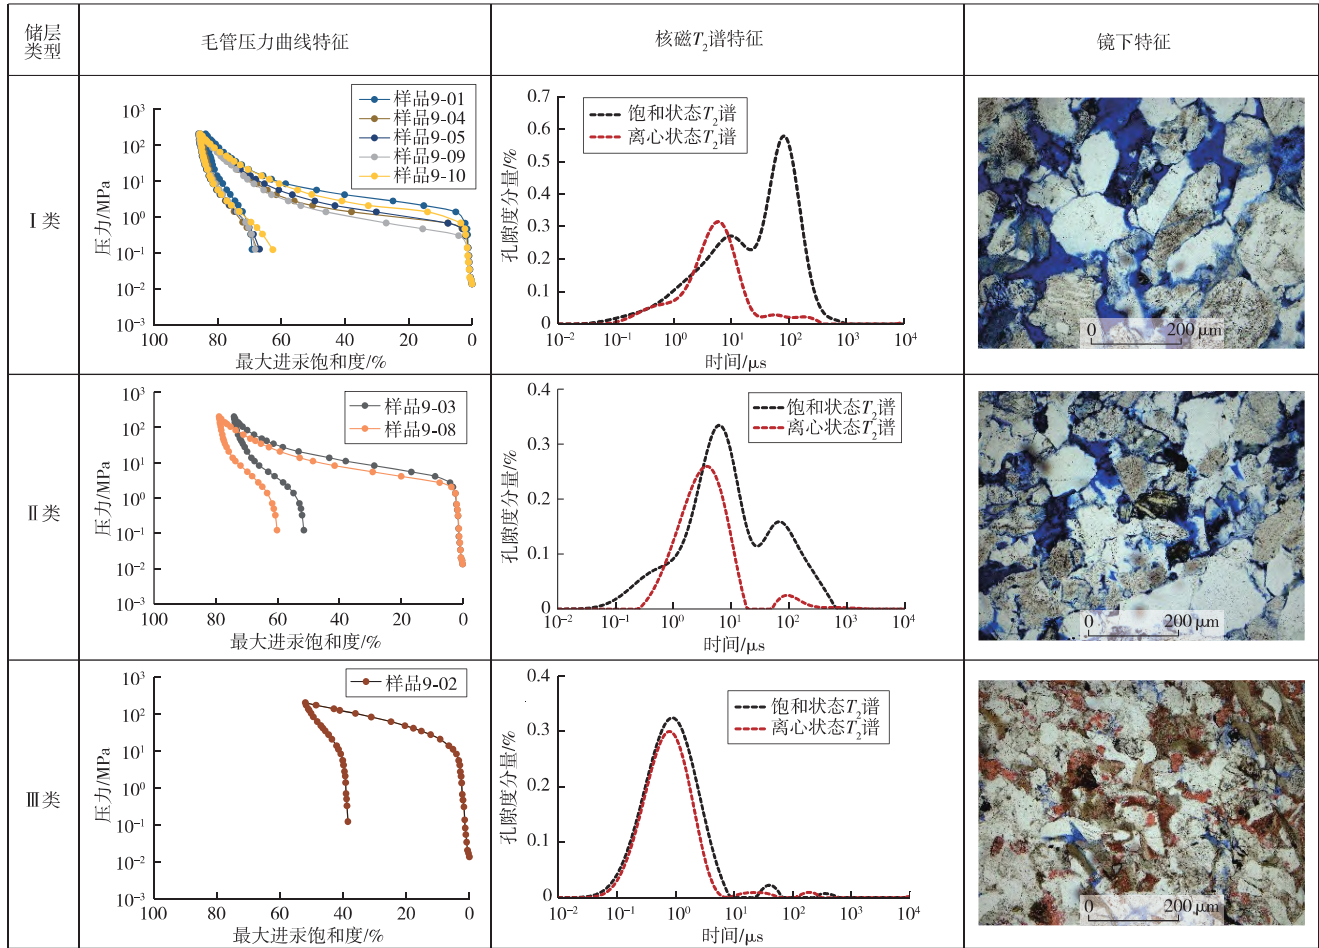 储层
类型
毛管压力曲线特征
核磁T₂谱特征
镜下特征
Ⅰ类
压力/MPa
10³
10²
10¹
10⁰
10⁻¹
10⁻²
10⁻³
100 80 60 40 20 0
最大进汞饱和度/%
样品9-01
样品9-04
样品9-05
样品9-09
样品9-10
孔隙度分量/%
0.7
0.6
0.5
0.4
0.3
0.2
0.1
0
10⁻² 10⁻¹ 10⁰ 10¹ 10² 10³ 10⁴
时间/μs
饱和状态T₂谱
离心状态T₂谱
0 200 μm
Ⅱ类
压力/MPa
10³
10²
10¹
10⁰
10⁻¹
10⁻²
10⁻³
100 80 60 40 20 0
最大进汞饱和度/%
样品9-03
样品9-08
孔隙度分量/%
0.4
0.3
0.2
0.1
0
10⁻² 10⁻¹ 10⁰ 10¹ 10² 10³ 10⁴
时间/μs
饱和状态T₂谱
离心状态T₂谱
0 200 μm
Ⅲ类
压力/MPa
10³
10²
10¹
10⁰
10⁻¹
10⁻²
10⁻³
100 80 60 40 20 0
最大进汞饱和度/%
样品9-02
孔隙度分量/%
0.4
0.3
0.2
0.1
0
10⁻² 10⁻¹ 10⁰ 10¹ 10² 10³ 10⁴
时间/μs
饱和状态T₂谱
离心状态T₂谱
0 200 μm